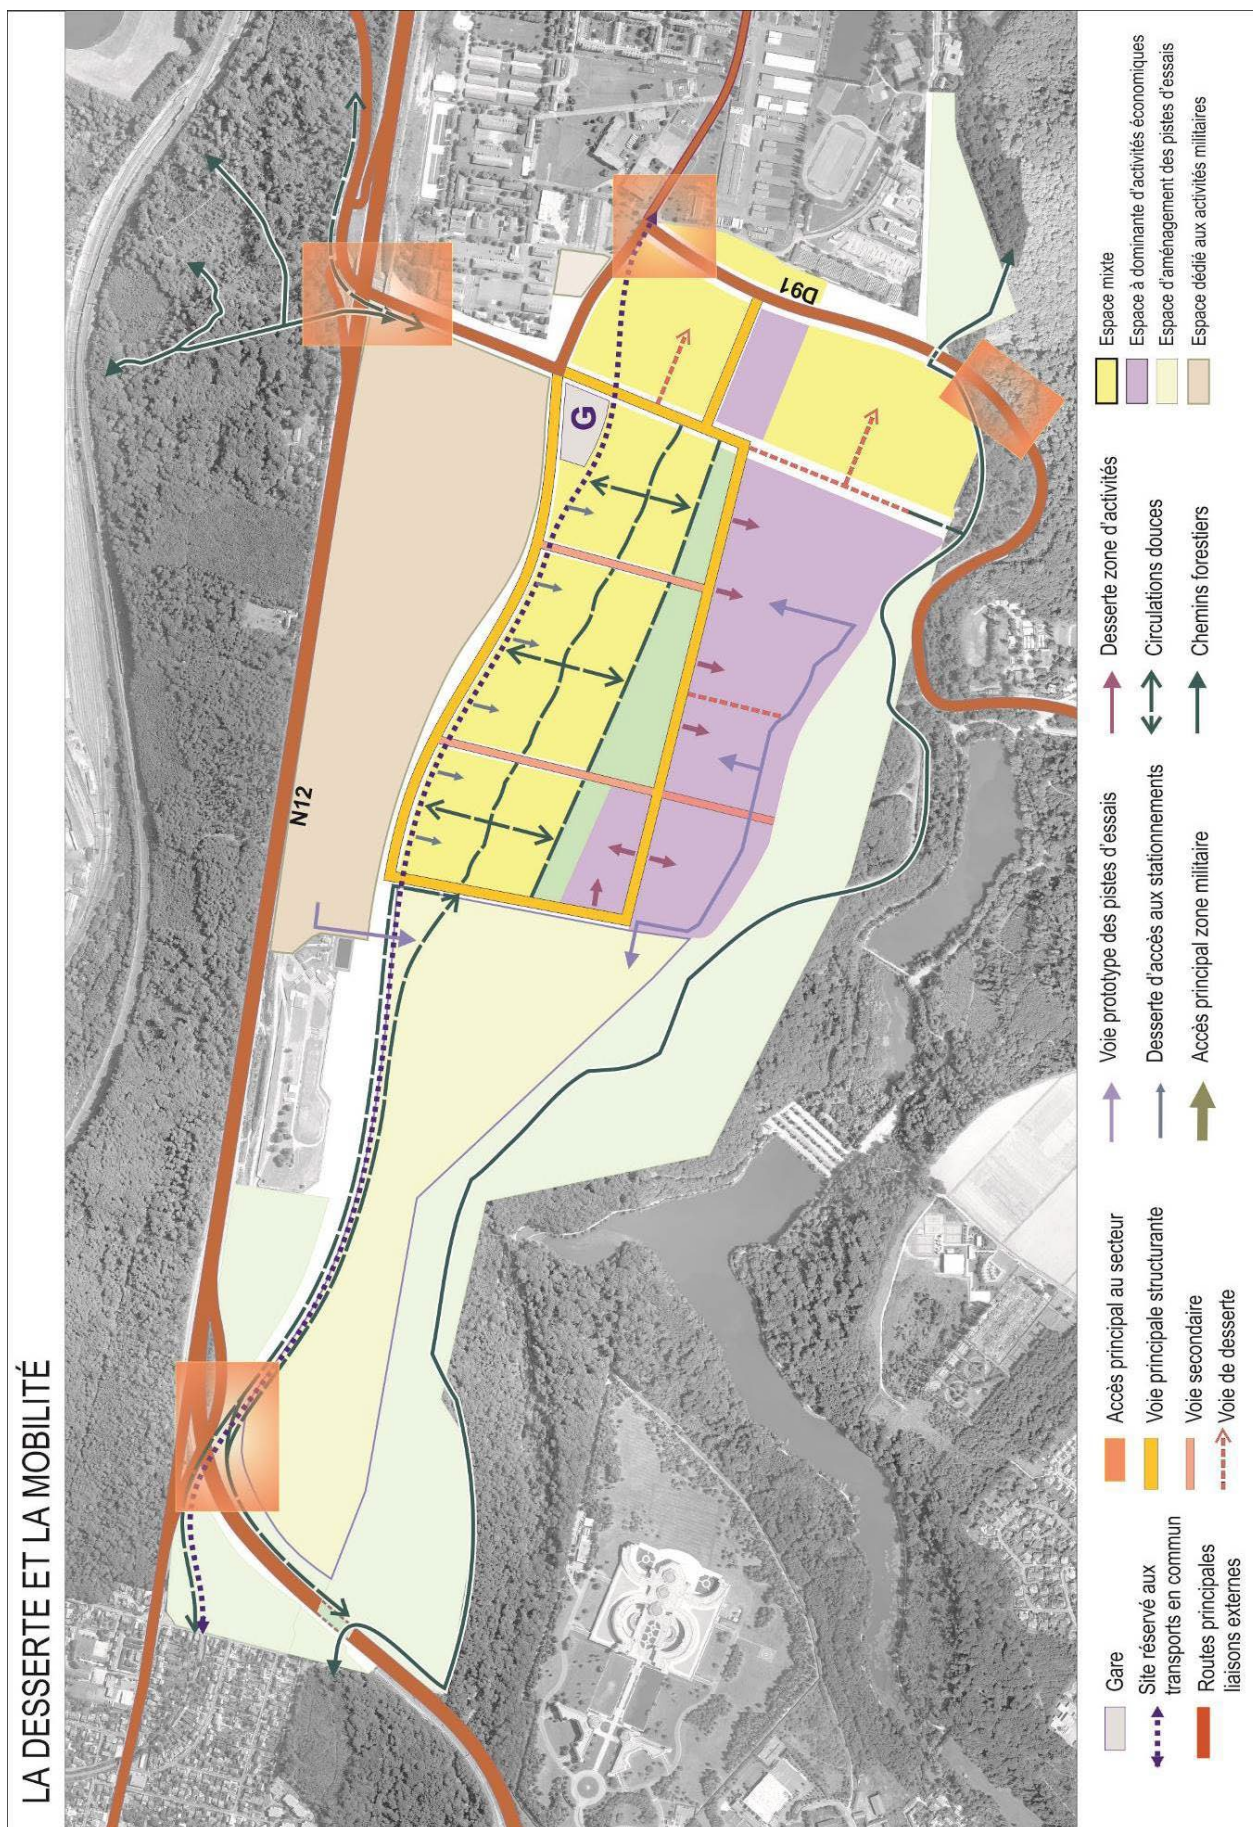 LA DESSERTE ET LA MOBILITÉ
N12
G
D91
Gare
Site réservé aux
transports en commun
Routes principales
liaisons externes
Accès principal au secteur
Voie principale structurante
Voie secondaire
Voie de desserte
Voie prototype des pistes d'essais
Desserte d'accès aux stationnements
Accès principal zone militaire
Desserte zone d'activités
Circulations douces
Chemins forestiers
Espace mixte
Espace à dominante d'activités économiques
Espace d'aménagement des pistes d'essais
Espace dédié aux activités militaires